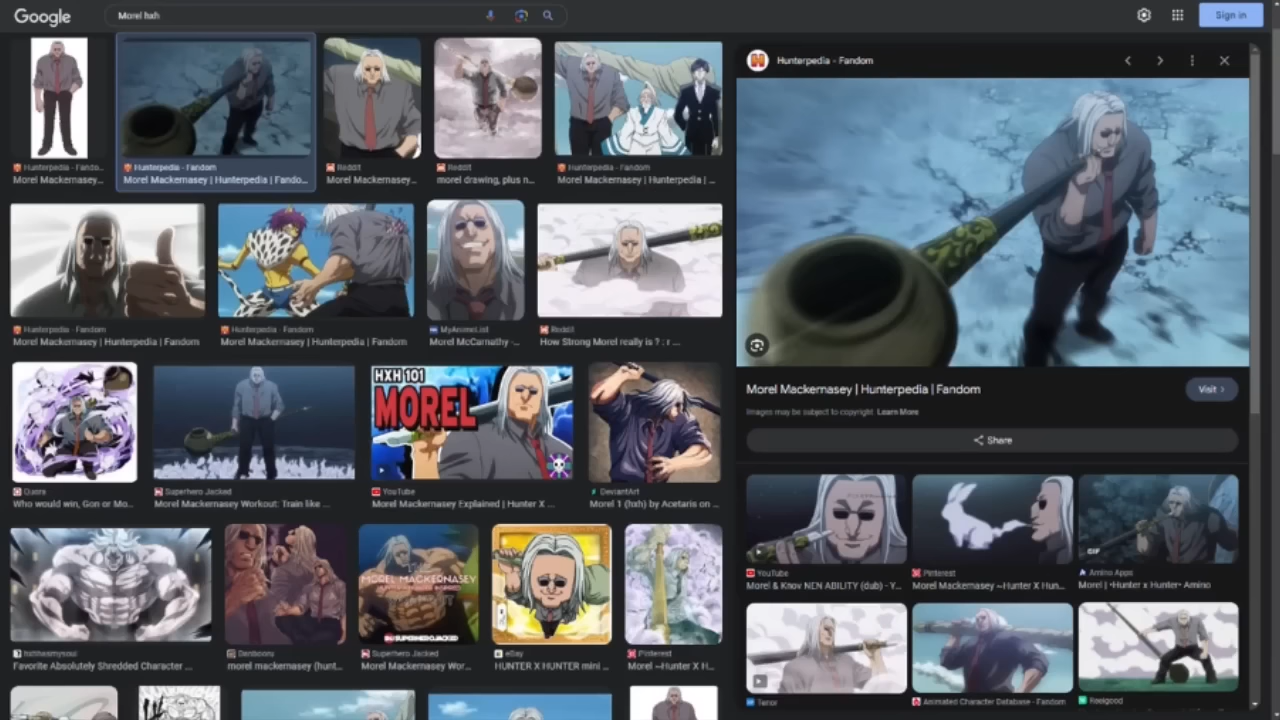 Google
Morel hxh
Sign in
Hunterpedia - Fando...
Morel Mackernasey...
Hunterpedia - Fandom
Morel Mackernasey | Hunterpedia | Fando...
Reddit
Morel Mackernasey...
Reddit
morel drawing, plus n...
Hunterpedia - Fandom
Morel Mackernasey | Hunterpedia | ...
Hunterpedia - Fandom
Morel Mackernasey | Hunterpedia | Fandom
Hunterpedia - Fandom
Morel Mackernasey | Hunterpedia | Fandom
MyAnimeList
Morel McCarnathy -...
Reddit
How Strong Morel really is ? : r ...
HXH 101
MOREL
Quora
Who would win, Gon or Mo...
Superhero Jacked
Morel Mackernasey Workout: Train like ...
YouTube
Morel Mackernasey Explained | Hunter X ...
DeviantArt
Morel 1 (hxh) by Acetaris on ...
MOREL MACKERNASEY
SUPERHEROJACKED
Favorite Absolutely Shredded Character ...
Danbooru
morel mackernasey (hunt...
Superhero Jacked
Morel Mackernasey Wor...
eBay
HUNTER X HUNTER mini ...
Pinterest
Morel ~Hunter X H...
Hunterpedia - Fandom
Morel Mackernasey | Hunterpedia | Fandom
Visit >
Images may be subject to copyright. Learn More
Share
YouTube
Morel & Knov NEN ABILITY (dub) - Y...
Pinterest
Morel Mackernasey ~Hunter X Hun...
GIF
Amino Apps
Morel | •Hunter x Hunter• Amino
Tenor
Animated Character Database - Fandom
Reelgood